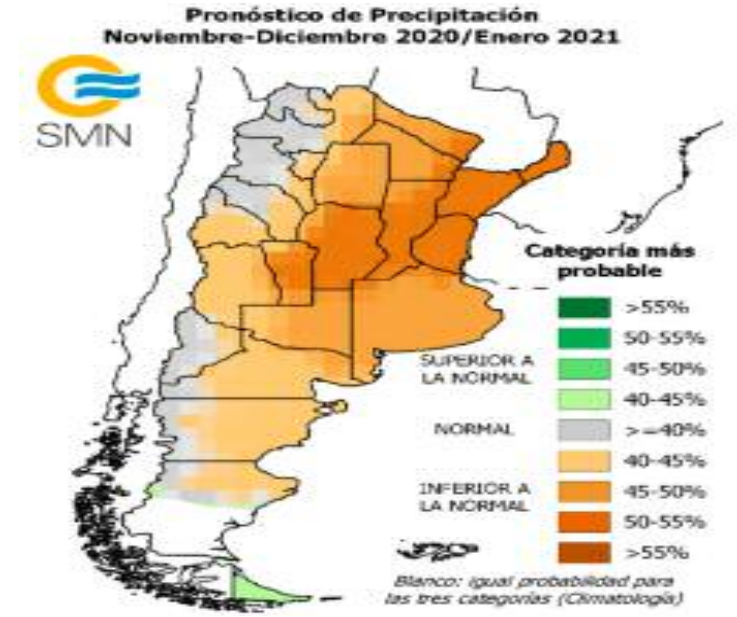 Pronóstico de Precipitación
Noviembre-Diciembre 2020/Enero 2021
SMN
Categoría más
probable
>55%
50-55%
45-50%
SUPERIOR A
LA NORMAL
40-45%
NORMAL
>=40%
40-45%
45-50%
INFERIOR A
LA NORMAL
50-55%
>55%
Blanco: igual probabilidad para
las tres categorías (Climatología)